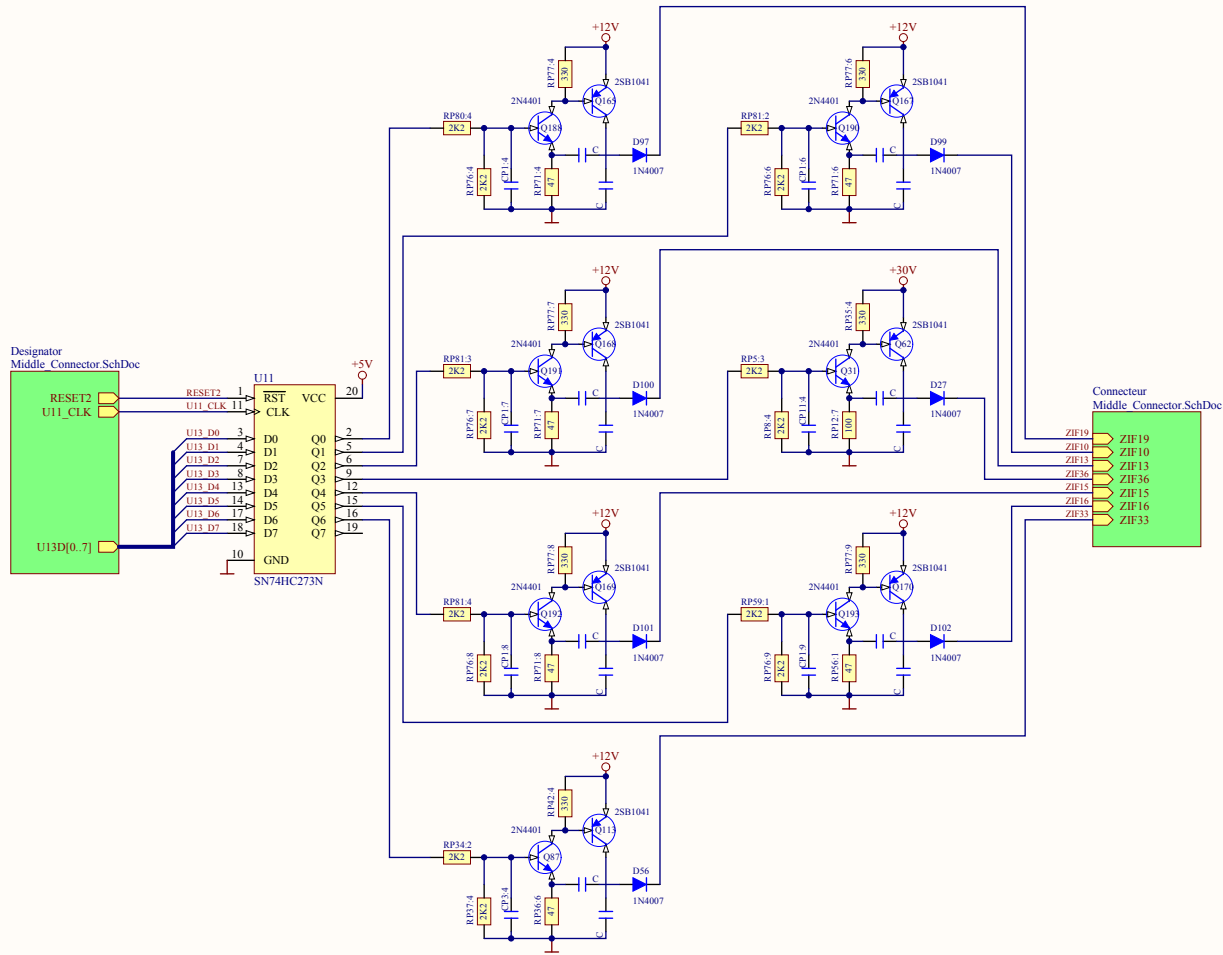 +12V
RP77:4
330
2SB1041
Q165
2N4401
Q188
RP80:4
2K2
RP76:4
2K2
CP1:4
RP71:4
47
C
C
D97
1N4007
+12V
RP77:6
330
2SB1041
Q167
2N4401
Q190
RP81:2
2K2
RP76:6
2K2
CP1:6
RP71:6
47
C
C
D99
1N4007
+12V
RP77:7
330
2SB1041
Q168
2N4401
Q191
RP81:3
2K2
RP76:7
2K2
CP1:7
RP71:7
47
C
C
D100
1N4007
+30V
RP35:4
330
2SB1041
Q62
2N4401
Q31
RP5:3
2K2
RP8:4
2K2
CP11:4
RP12:7
100
C
C
D27
1N4007
Designator
Middle_Connector.SchDoc
RESET2
U11_CLK
U13D[0..7]
RESET2
U11_CLK
U13_D0
U13_D1
U13_D2
U13_D3
U13_D4
U13_D5
U13_D6
U13_D7
+5V
U11
1 RST VCC 20
11 CLK
3 D0 Q0 2
4 D1 Q1 5
7 D2 Q2 6
8 D3 Q3 9
13 D4 Q4 12
14 D5 Q5 15
17 D6 Q6 16
18 D7 Q7 19
10 GND
SN74HC273N
Connecteur
Middle_Connector.SchDoc
ZIF19 ZIF19
ZIF10 ZIF10
ZIF13 ZIF13
ZIF36 ZIF36
ZIF15 ZIF15
ZIF16 ZIF16
ZIF33 ZIF33
+12V
RP77:8
330
2SB1041
Q169
2N4401
Q192
RP81:4
2K2
RP76:8
2K2
CP1:8
RP71:8
47
C
C
D101
1N4007
+12V
RP77:9
330
2SB1041
Q170
2N4401
Q193
RP59:1
2K2
RP76:9
2K2
CP1:9
RP56:1
47
C
C
D102
1N4007
+12V
RP42:4
330
2SB1041
Q113
2N4401
Q87
RP34:2
2K2
RP37:4
2K2
CP3:4
RP36:6
47
C
C
D56
1N4007